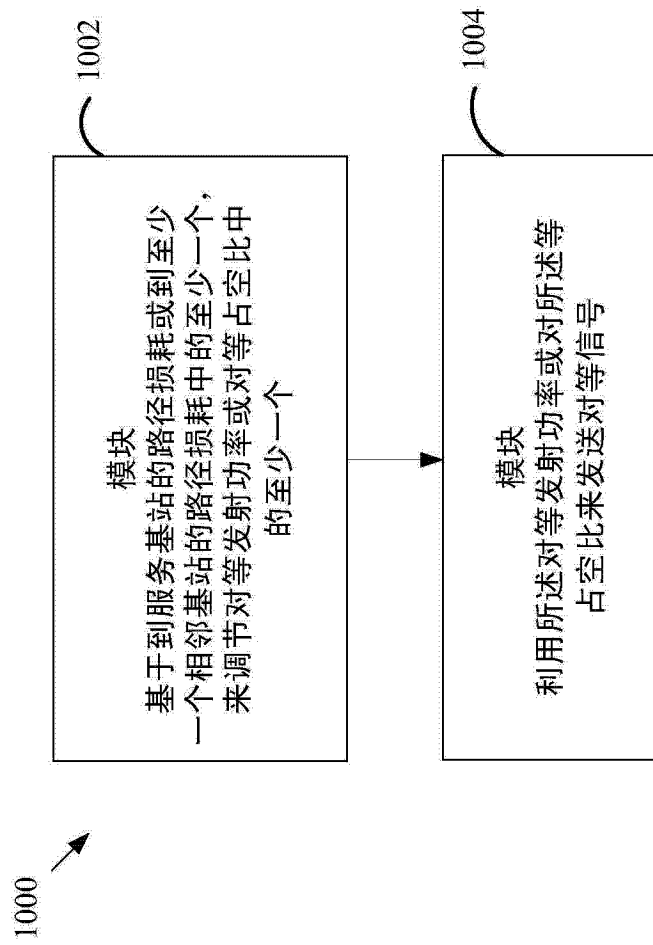 1000
1002
模块
基于到服务基站的路径损耗或到至少
一个相邻基站的路径损耗中的至少一个,
来调节对等发射功率或对等占空比中
的至少一个
1004
模块
利用所述对等发射功率或对所述等
占空比来发送对等信号